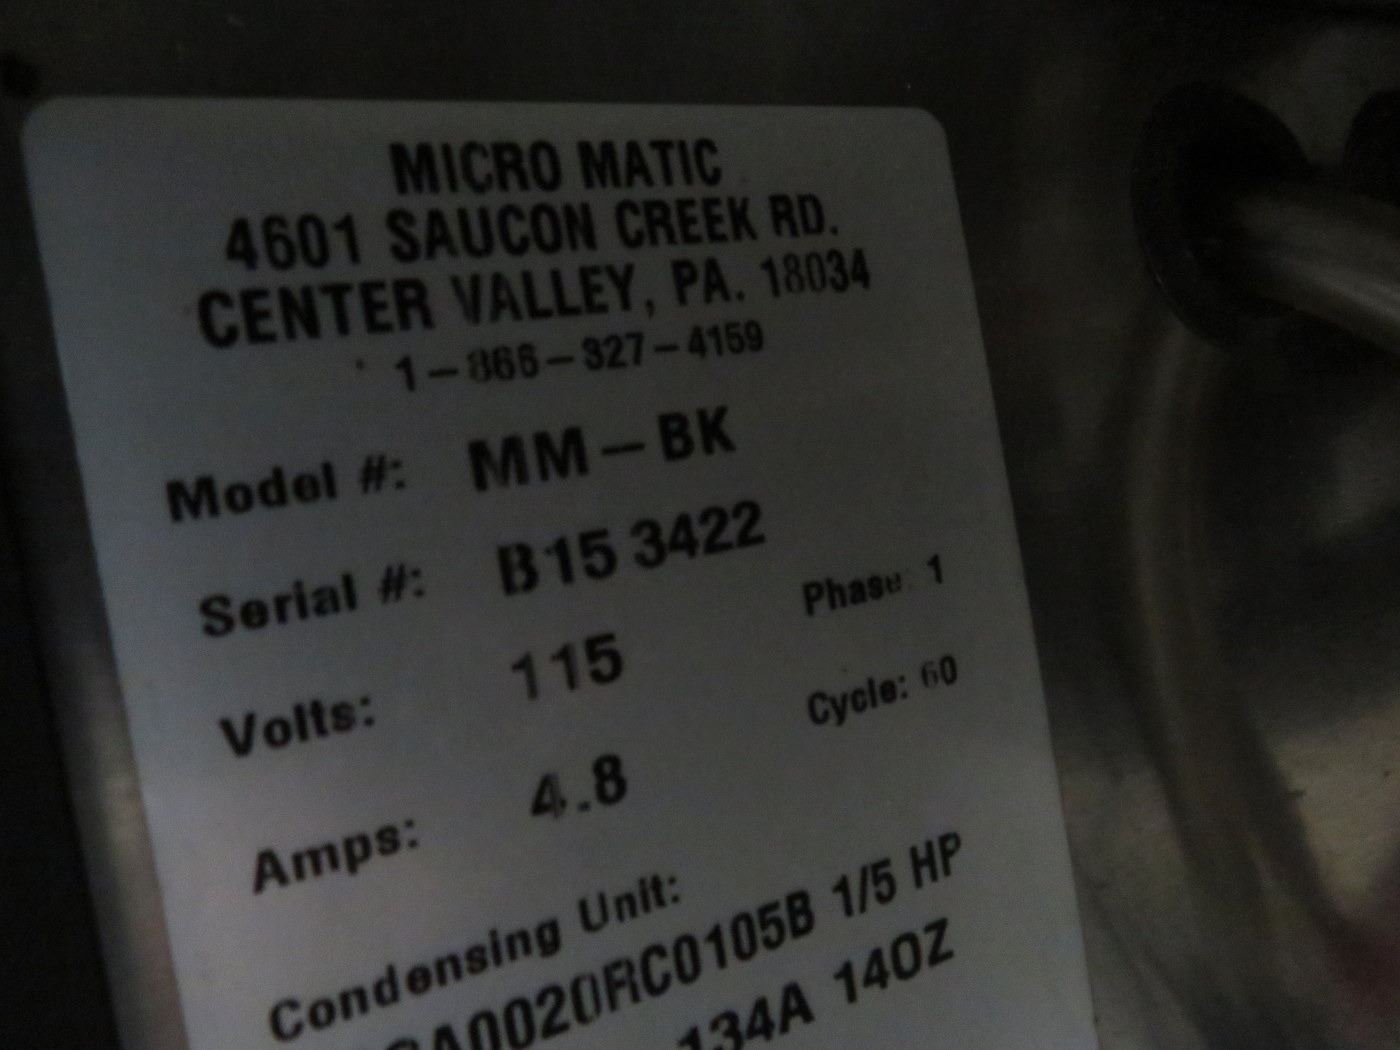 MICRO MATIC
4601 SAUCON CREEK RD.
CENTER VALLEY, PA. 18034
1-866-327-4159
Model #: MM-BK
Serial #: B15 3422
Volts: 115 Phase: 1
Amps: 4.8 Cycle: 60
Condensing Unit:
1/5 HP
134A 14OZ